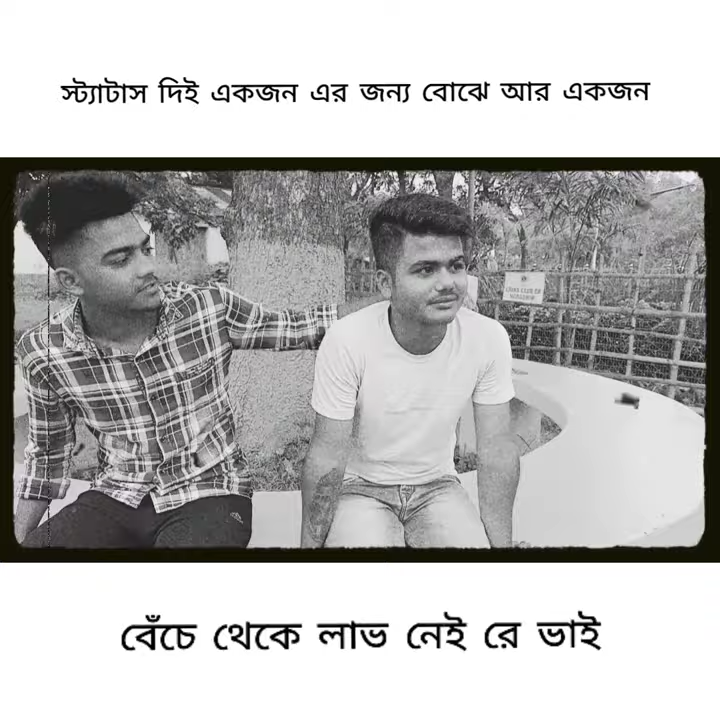 স্ট্যাটাস দিই একজন এর জন্য বোঝে আর একজন
বেঁচে থেকে লাভ নেই রে ভাই